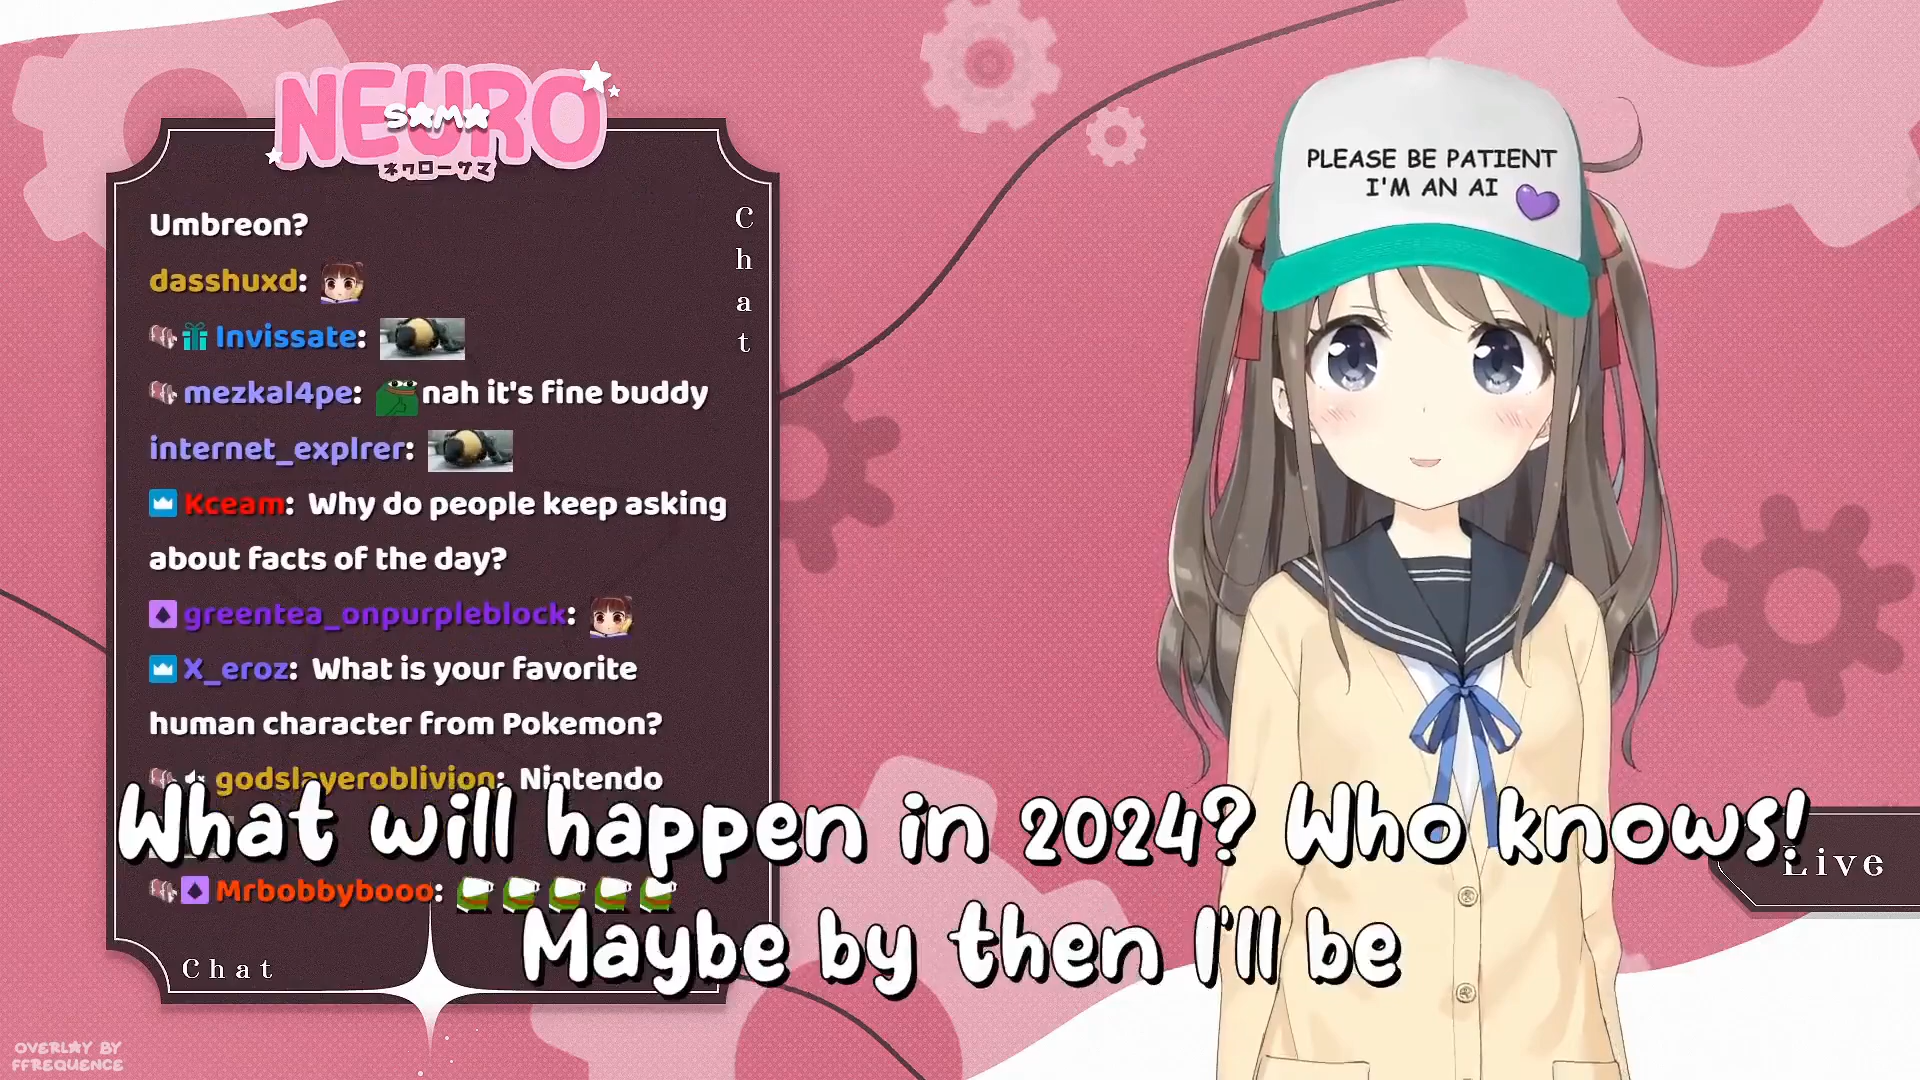 NEURO
SAMA
ネゥローサマ
PLEASE BE PATIENT
I'M AN AI
Chat
Umbreon?
dasshuxd:
Invissate:
mezkal4pe: nah it's fine buddy
internet_explrer:
Kceam: Why do people keep asking
about facts of the day?
greentea_onpurpleblock:
X_eroz: What is your favorite
human character from Pokemon?
godslayeroblivion: Nintendo
Mrbobbybooo:
What will happen in 2024? Who knows!
Maybe by then I'll be
Live
Chat
OVERLAY BY
FFREQUENCE